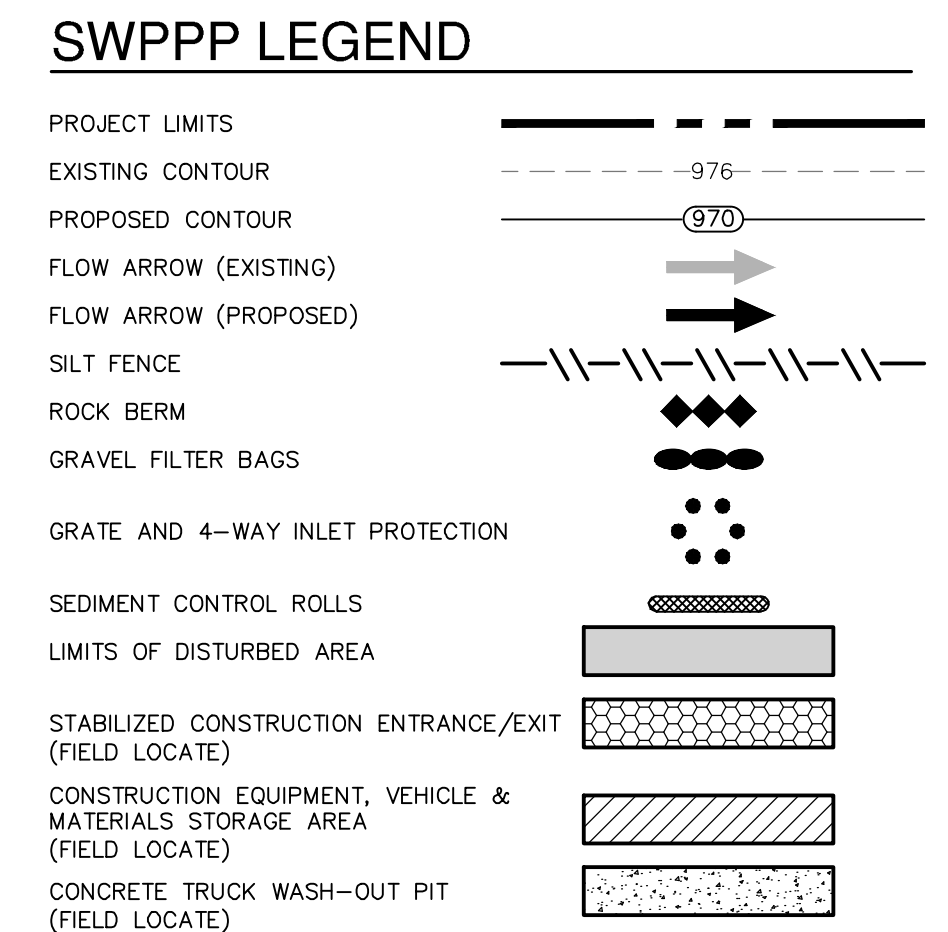 SWPPP LEGEND
PROJECT LIMITS
EXISTING CONTOUR 976
PROPOSED CONTOUR 970
FLOW ARROW (EXISTING)
FLOW ARROW (PROPOSED)
SILT FENCE
ROCK BERM
GRAVEL FILTER BAGS
GRATE AND 4-WAY INLET PROTECTION
SEDIMENT CONTROL ROLLS
LIMITS OF DISTURBED AREA
STABILIZED CONSTRUCTION ENTRANCE/EXIT
(FIELD LOCATE)
CONSTRUCTION EQUIPMENT, VEHICLE &
MATERIALS STORAGE AREA
(FIELD LOCATE)
CONCRETE TRUCK WASH-OUT PIT
(FIELD LOCATE)